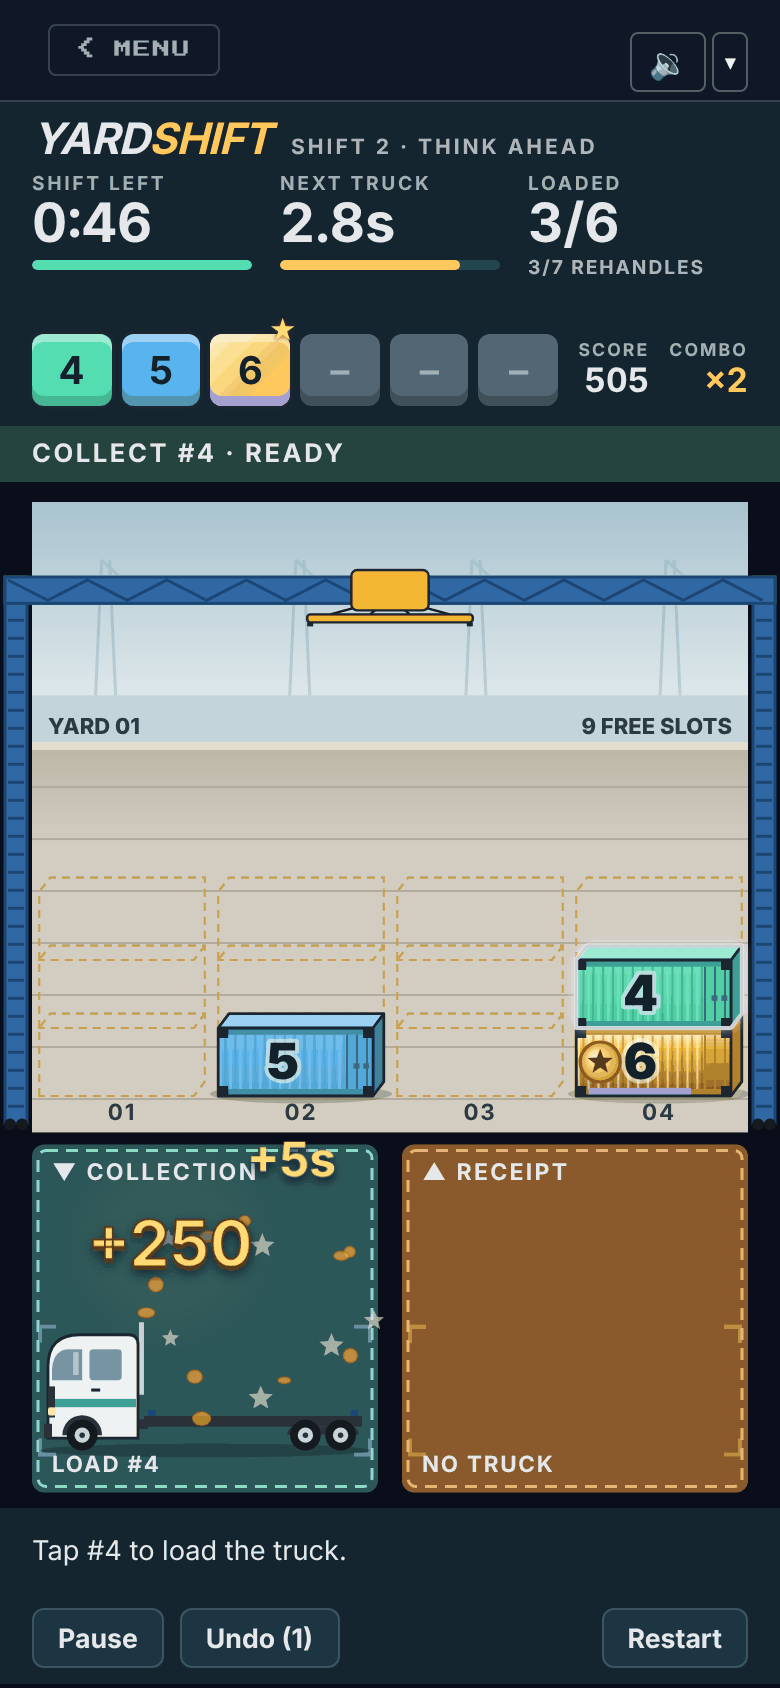 MENU
YARDSHIFT SHIFT 2 · THINK AHEAD
SHIFT LEFT NEXT TRUCK LOADED
0:46 2.8s 3/6
3/7 REHANDLES
4 5 6 – – –
SCORE COMBO
505 ×2
COLLECT #4 · READY
YARD 01 9 FREE SLOTS
4
5 6
01 02 03 04
COLLECTION +5s
RECEIPT
+250
LOAD #4
NO TRUCK
Tap #4 to load the truck.
Pause Undo (1) Restart